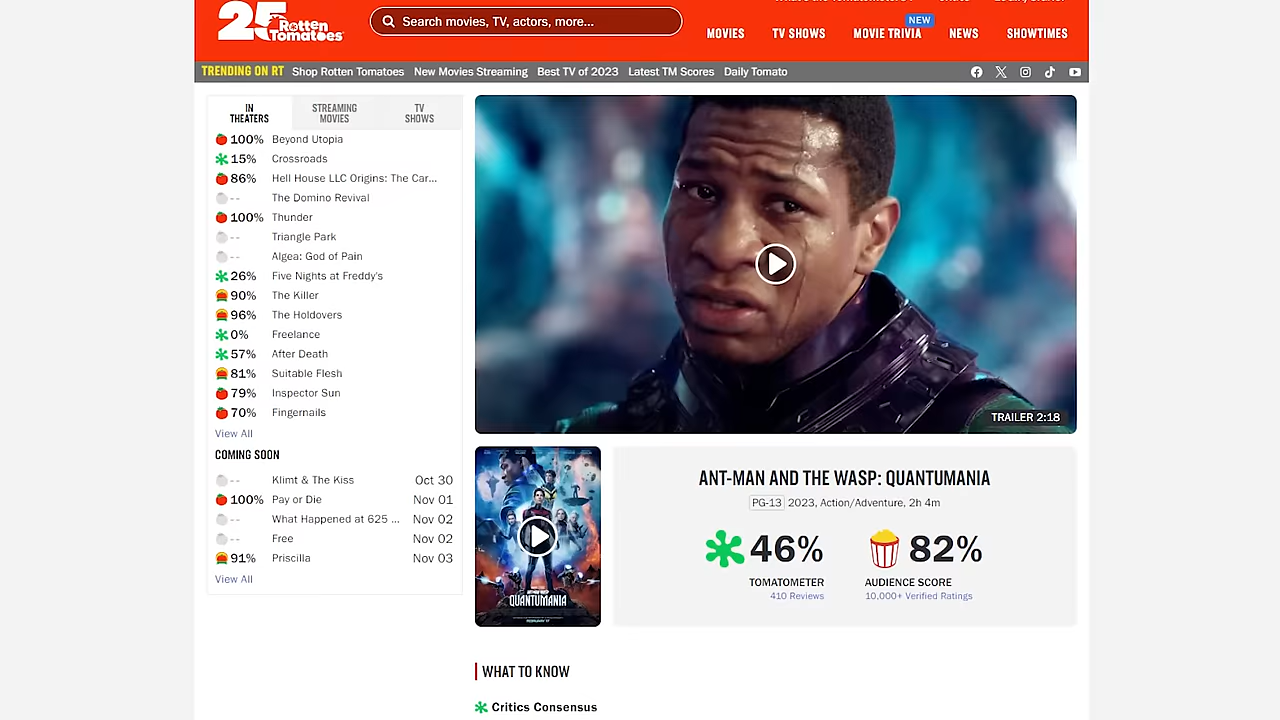 25 Rotten Tomatoes
Search movies, TV, actors, more...
NEW
MOVIES TV SHOWS MOVIE TRIVIA NEWS SHOWTIMES
TRENDING ON RT Shop Rotten Tomatoes New Movies Streaming Best TV of 2023 Latest TM Scores Daily Tomato
IN THEATERS
STREAMING MOVIES
TV SHOWS
100% Beyond Utopia
15% Crossroads
86% Hell House LLC Origins: The Car...
-- The Domino Revival
100% Thunder
-- Triangle Park
-- Algea: God of Pain
26% Five Nights at Freddy's
90% The Killer
96% The Holdovers
0% Freelance
57% After Death
81% Suitable Flesh
79% Inspector Sun
70% Fingernails
View All
COMING SOON
-- Klimt & The Kiss Oct 30
100% Pay or Die Nov 01
-- What Happened at 625 ... Nov 02
-- Free Nov 02
91% Priscilla Nov 03
View All
TRAILER 2:18
QUANTUMANIA
ANT-MAN AND THE WASP: QUANTUMANIA
PG-13 2023, Action/Adventure, 2h 4m
46% 82%
TOMATOMETER AUDIENCE SCORE
410 Reviews 10,000+ Verified Ratings
WHAT TO KNOW
Critics Consensus